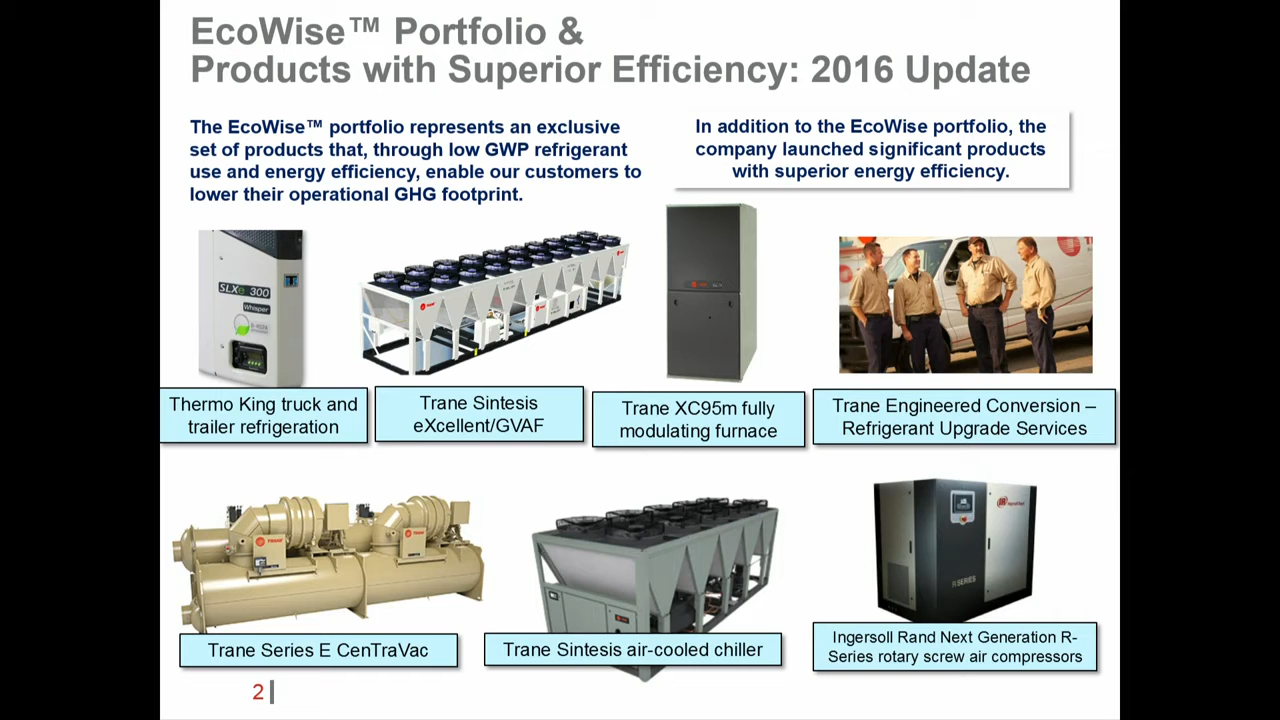 EcoWise™ Portfolio &
Products with Superior Efficiency: 2016 Update
The EcoWise™ portfolio represents an exclusive
set of products that, through low GWP refrigerant
use and energy efficiency, enable our customers to
lower their operational GHG footprint.
In addition to the EcoWise portfolio, the
company launched significant products
with superior energy efficiency.
SLXe 300
Whisper
Thermo King truck and
trailer refrigeration
Trane Sintesis
eXcellent/GVAF
Trane XC95m fully
modulating furnace
Trane Engineered Conversion –
Refrigerant Upgrade Services
TRANE
TRANE
R SERIES
Trane Series E CenTraVac
Trane Sintesis air-cooled chiller
Ingersoll Rand Next Generation R-
Series rotary screw air compressors
2